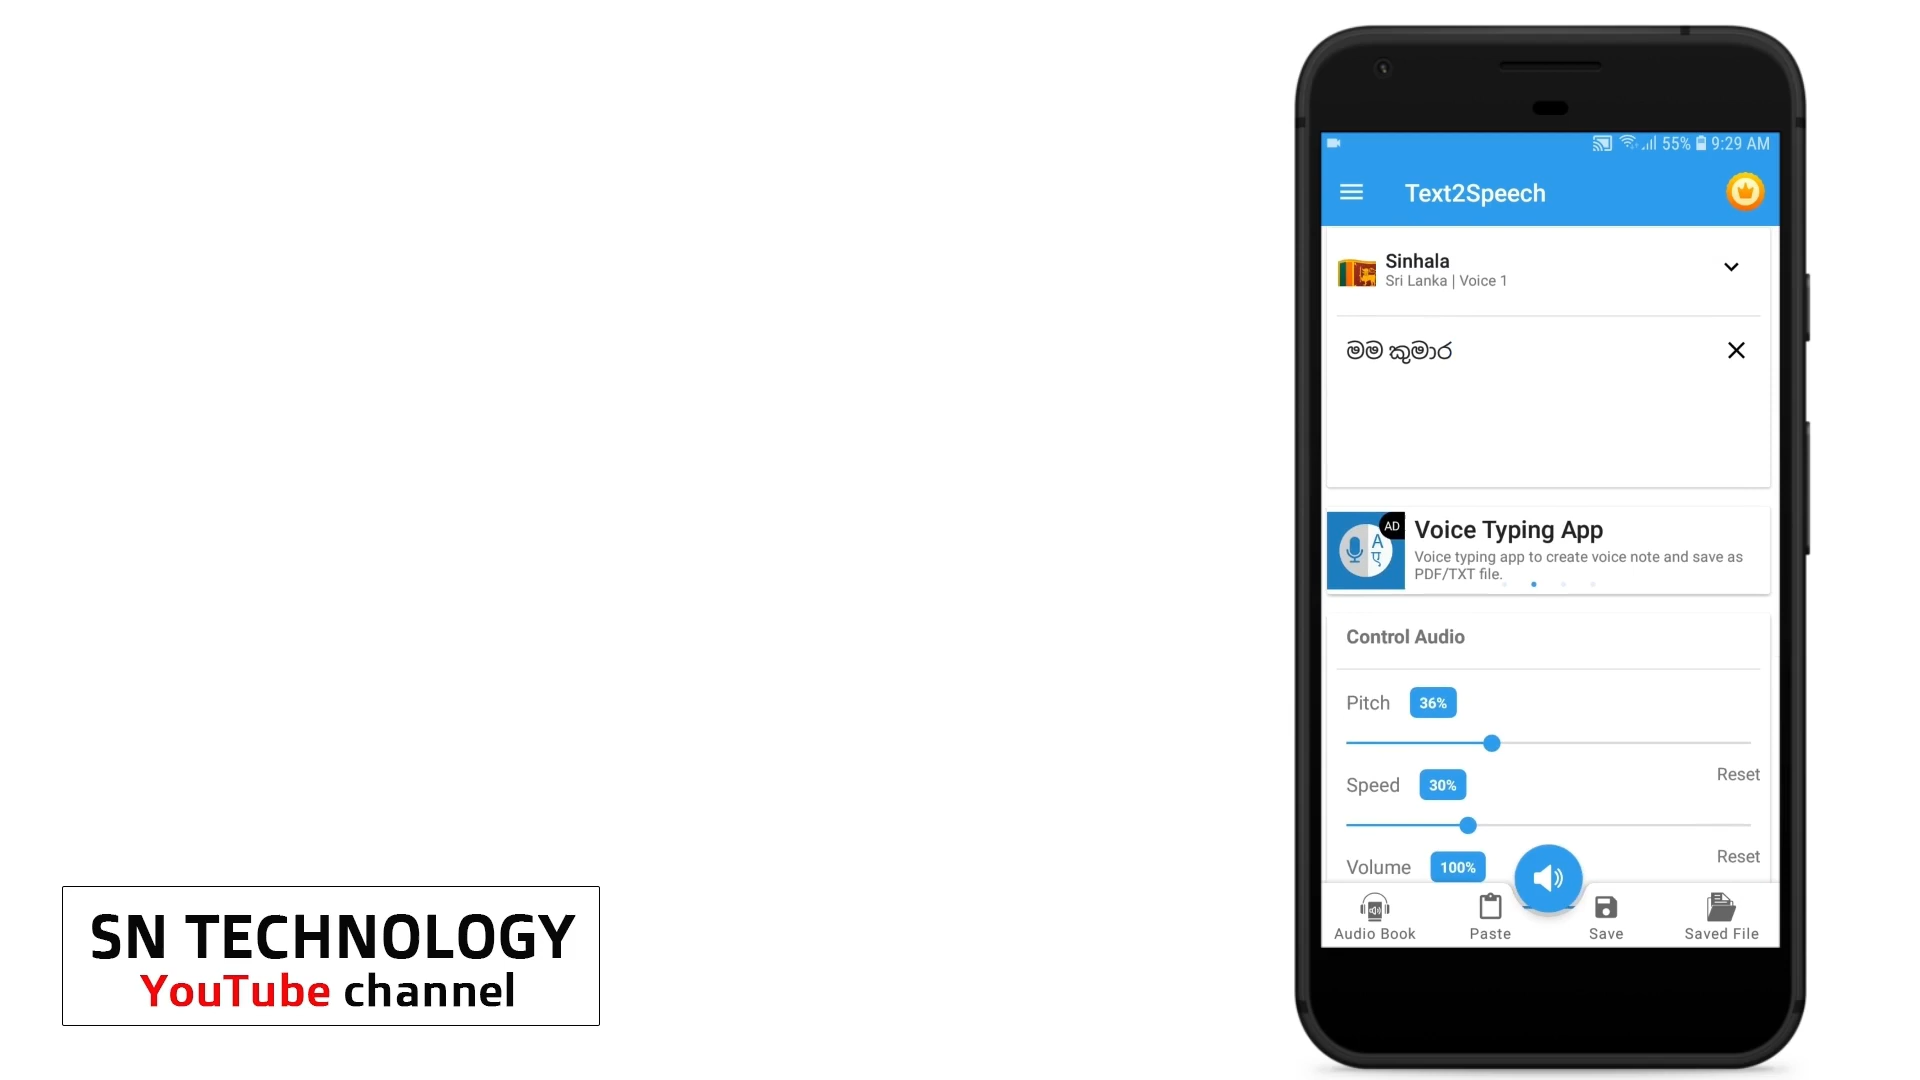 55% 9:29 AM
Text2Speech
Sinhala
Sri Lanka | Voice 1
මම කුමාර
AD
Voice Typing App
Voice typing app to create voice note and save as
PDF/TXT file.
Control Audio
Pitch 36%
Reset
Speed 30%
Reset
Volume 100%
Audio Book
Paste
Save
Saved File
SN TECHNOLOGY
YouTube channel